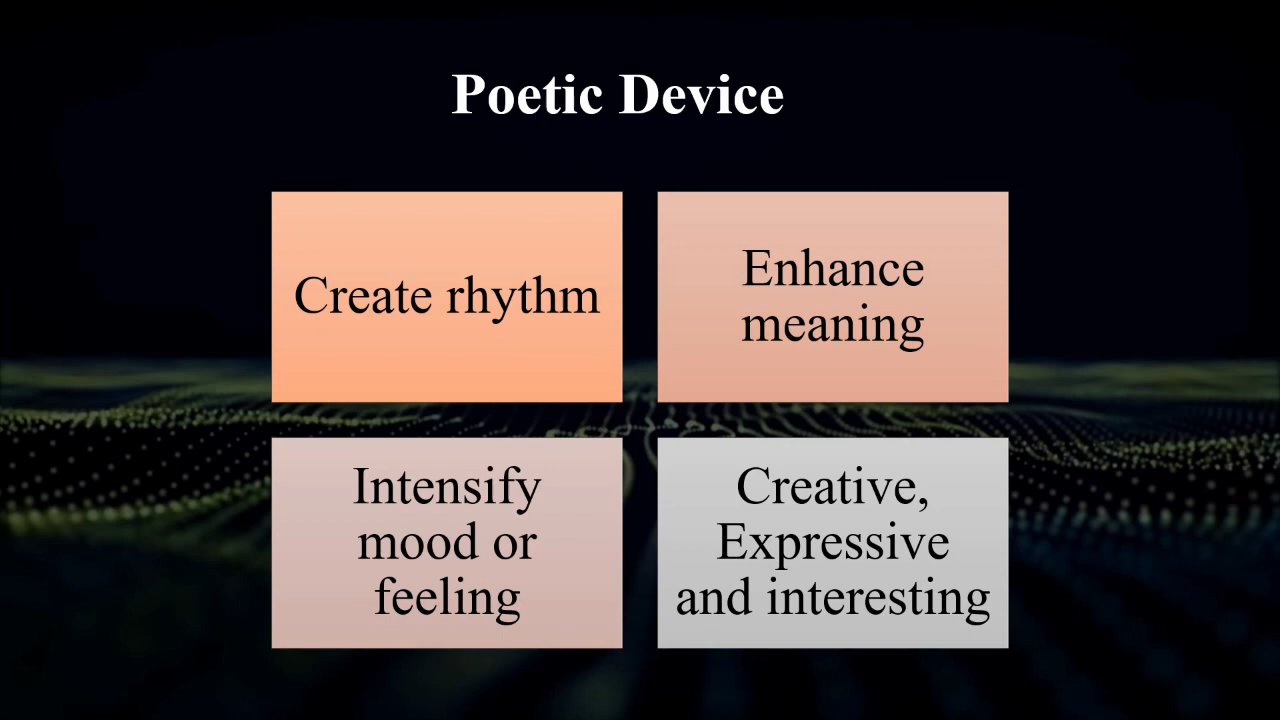 Poetic Device
Create rhythm
Enhance
meaning
Intensify
mood or
feeling
Creative,
Expressive
and interesting